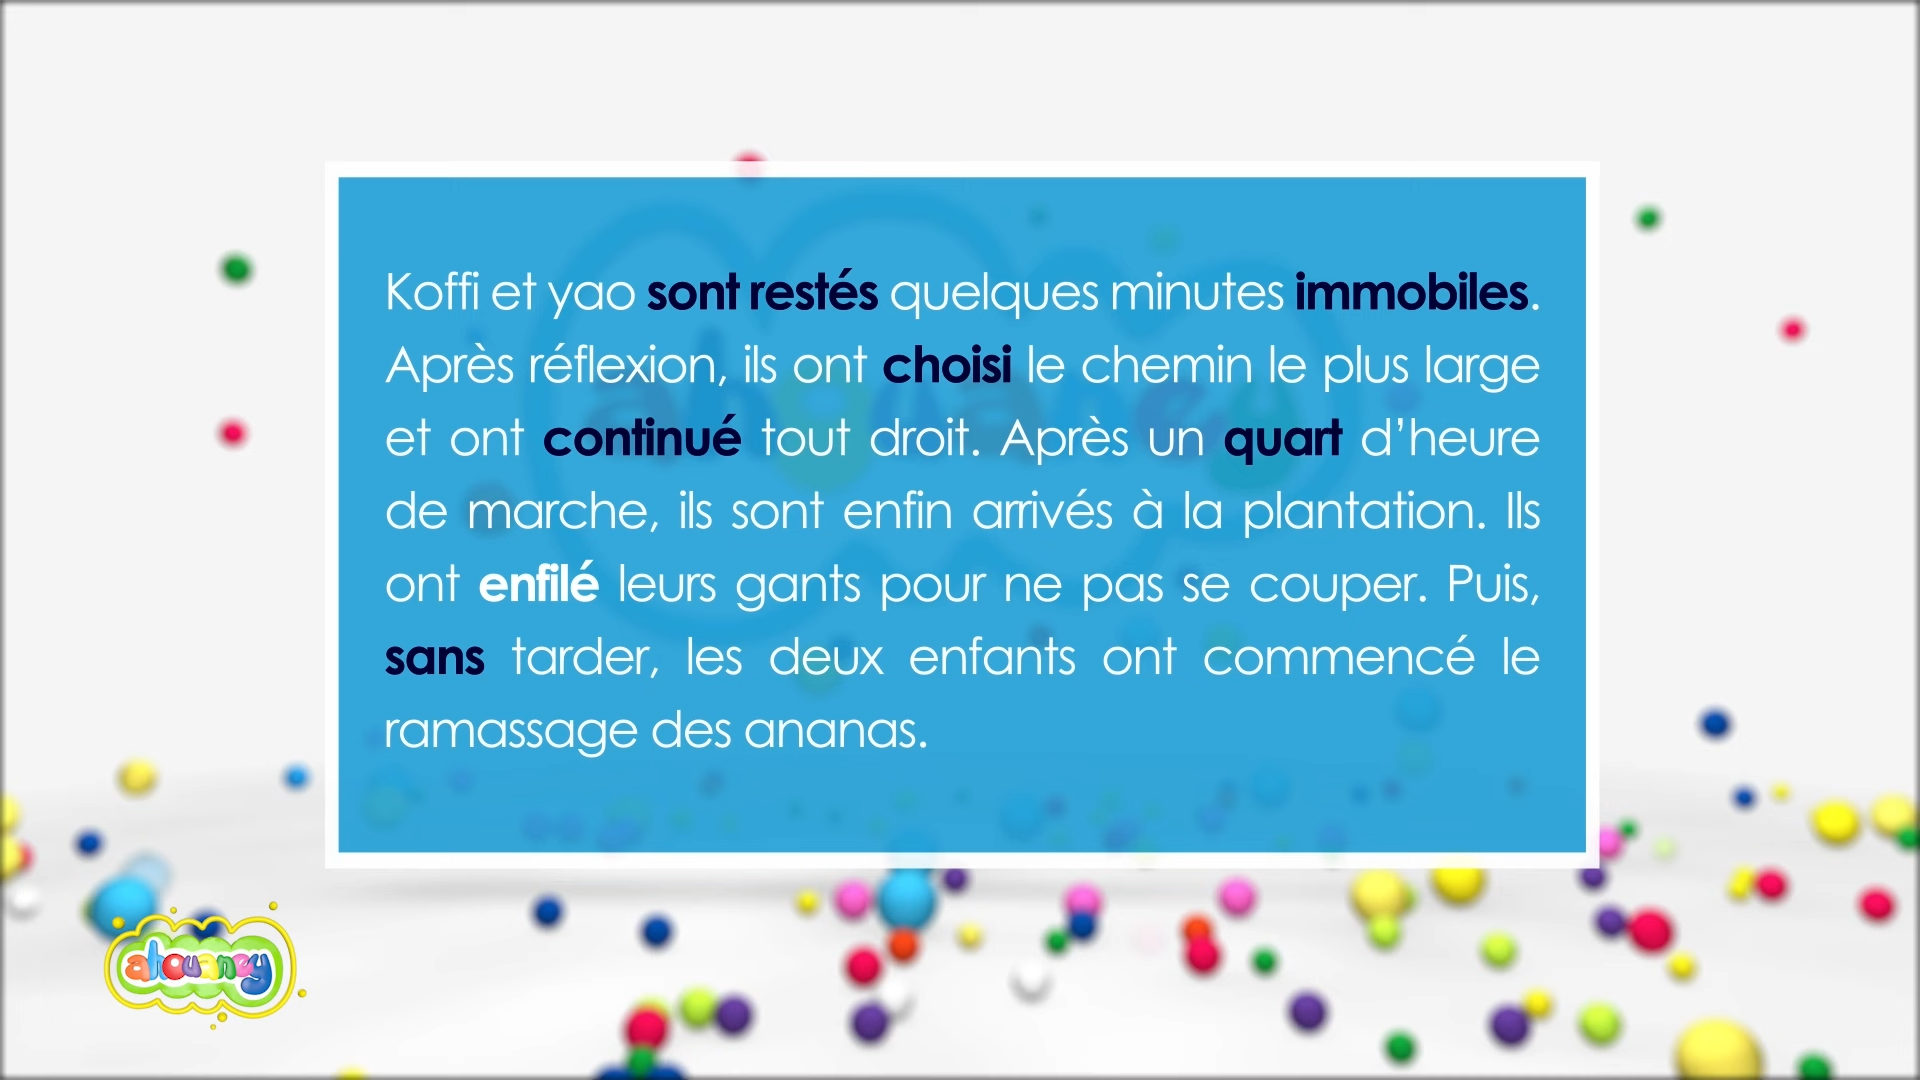 Koffi et yao sont restés quelques minutes immobiles.
Après réflexion, ils ont choisi le chemin le plus large
et ont continué tout droit. Après un quart d’heure
de marche, ils sont enfin arrivés à la plantation. Ils
ont enfilé leurs gants pour ne pas se couper. Puis,
sans tarder, les deux enfants ont commencé le
ramassage des ananas.
ahouaney